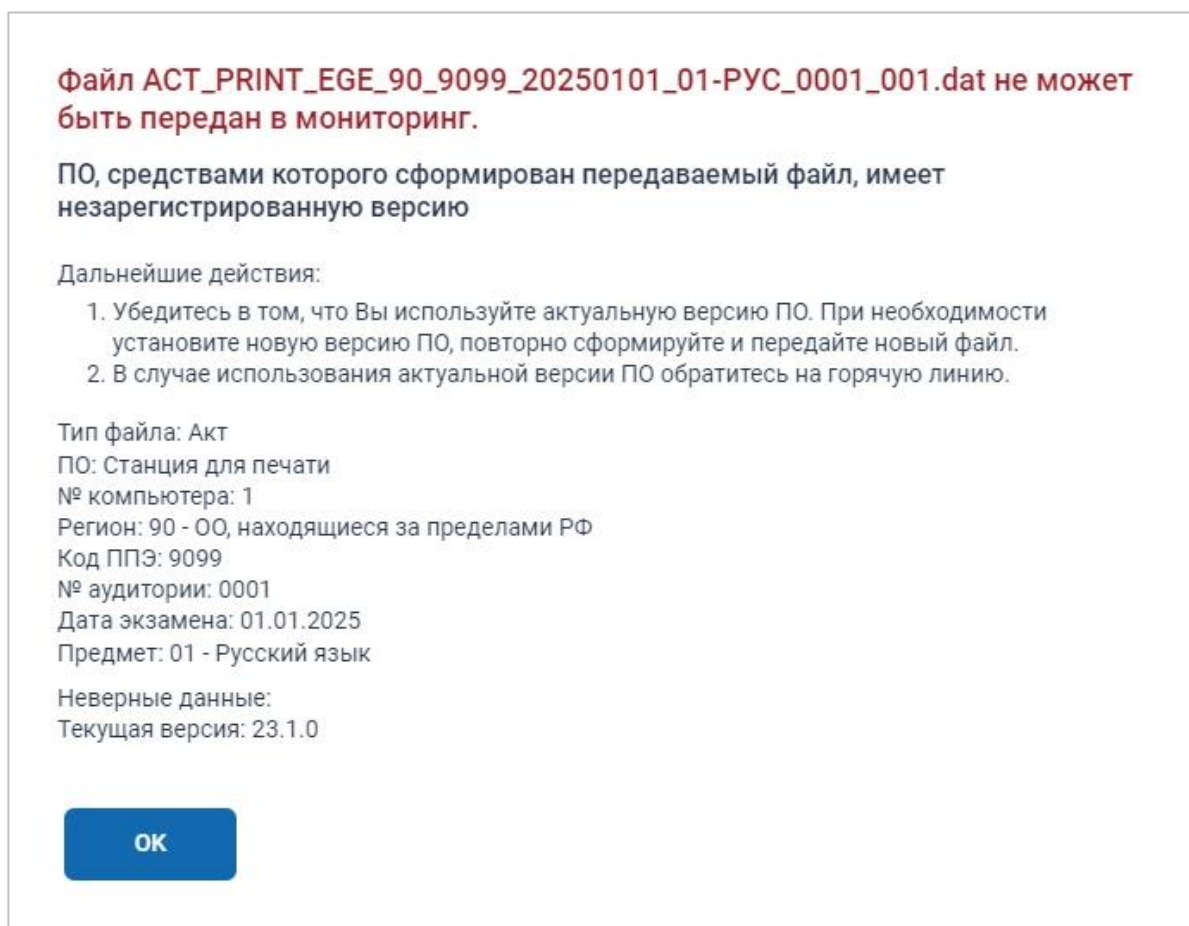 Файл ACT_PRINT_EGE_90_9099_20250101_01-РУС_0001_001.dat не может
быть передан в мониторинг.
ПО, средствами которого сформирован передаваемый файл, имеет
незарегистрированную версию
Дальнейшие действия:
1. Убедитесь в том, что Вы используйте актуальную версию ПО. При необходимости
установите новую версию ПО, повторно сформируйте и передайте новый файл.
2. В случае использования актуальной версии ПО обратитесь на горячую линию.
Тип файла: Акт
ПО: Станция для печати
№ компьютера: 1
Регион: 90 - ОО, находящиеся за пределами РФ
Код ППЭ: 9099
№ аудитории: 0001
Дата экзамена: 01.01.2025
Предмет: 01 - Русский язык
Неверные данные:
Текущая версия: 23.1.0
ОК